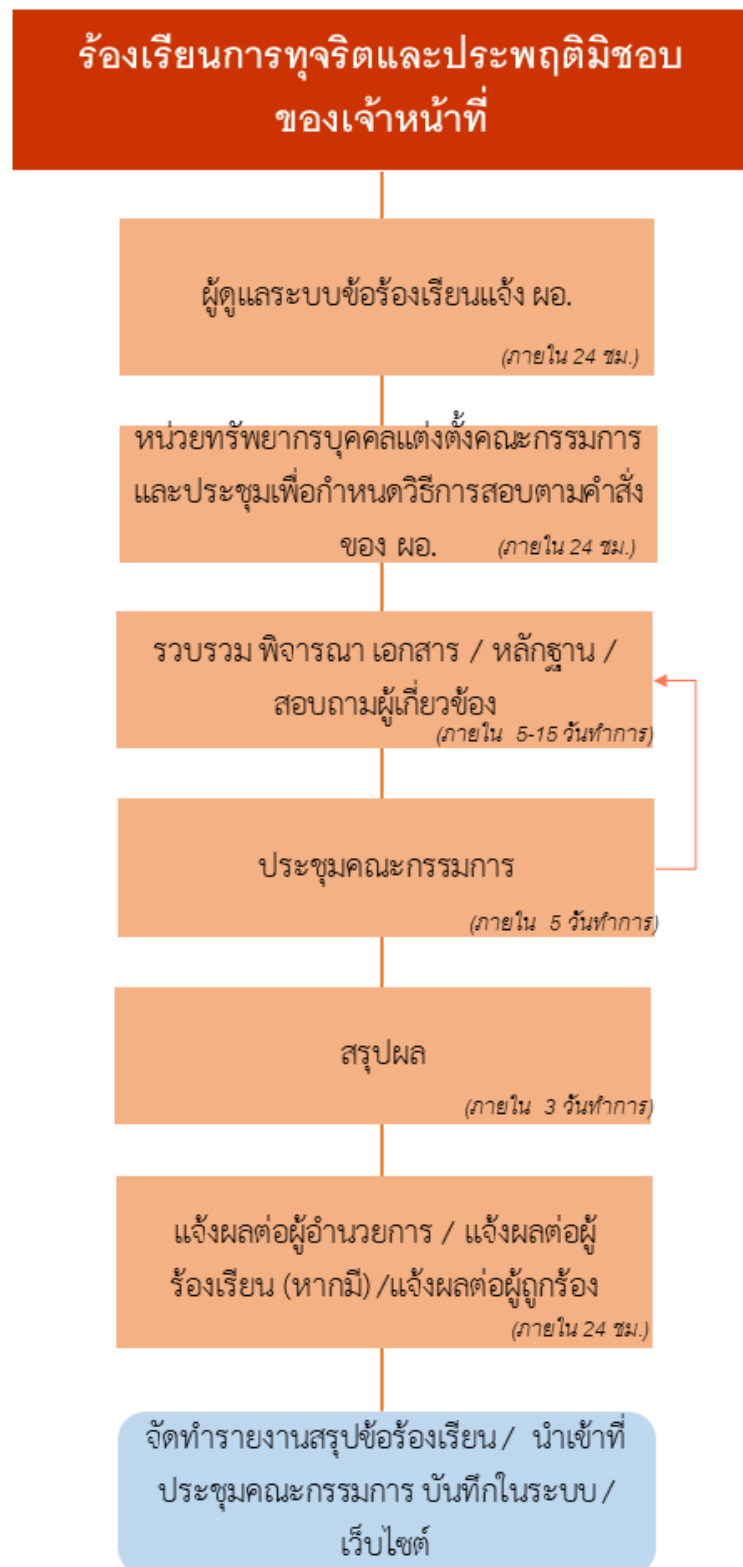 ร้องเรียนการทุจริตและประพฤติมิชอบ
ของเจ้าหน้าที่
ผู้ดูแลระบบข้อร้องเรียนแจ้ง ผอ.
(ภายใน 24 ชม.)
หน่วยทรัพยากรบุคคลแต่งตั้งคณะกรรมการ
และประชุมเพื่อกำหนดวิธีการสอบตามคำสั่ง
ของ ผอ. (ภายใน 24 ชม.)
รวบรวม พิจารณา เอกสาร / หลักฐาน /
สอบถามผู้เกี่ยวข้อง
(ภายใน 5-15 วันทำการ)
ประชุมคณะกรรมการ
(ภายใน 5 วันทำการ)
สรุปผล
(ภายใน 3 วันทำการ)
แจ้งผลต่อผู้อำนวยการ / แจ้งผลต่อผู้
ร้องเรียน (หากมี) /แจ้งผลต่อผู้ถูกร้อง
(ภายใน 24 ชม.)
จัดทำรายงานสรุปข้อร้องเรียน / นำเข้าที่
ประชุมคณะกรรมการ บันทึกในระบบ /
เว็บไซต์